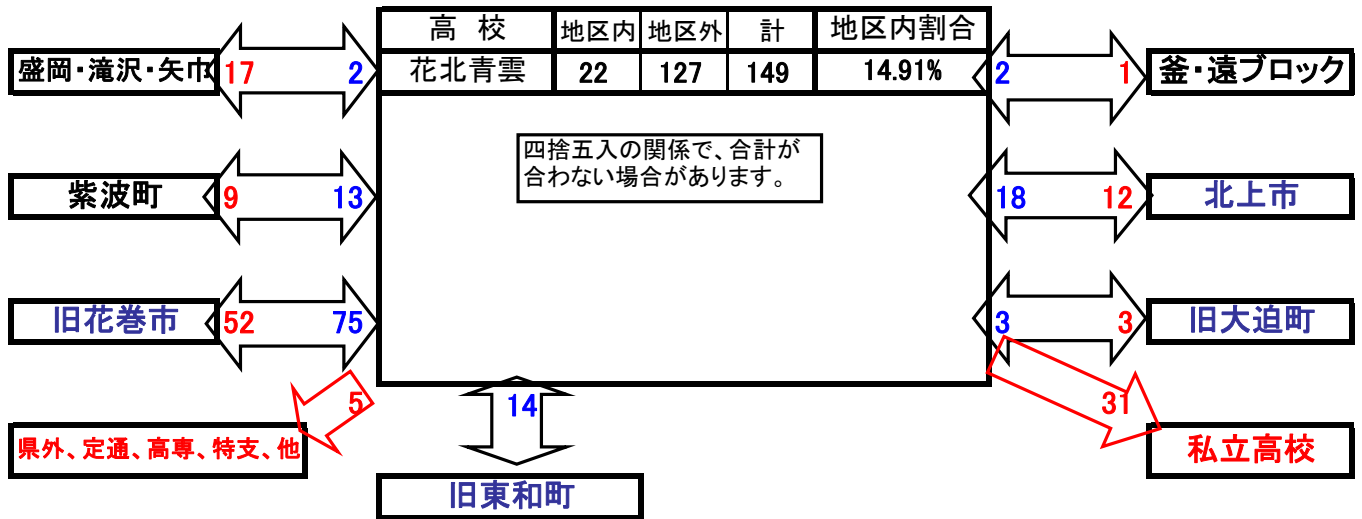 高 校 地区内 地区外 計 地区内割合
花北青雲 22 127 149 14.91%
盛岡・滝沢・矢巾 17 2
2 1 釜・遠ブロック
四捨五入の関係で、合計が
合わない場合があります。
紫波町 9 13
18 12 北上市
旧花巻市 52 75
3 3 旧大迫町
5
14
31
県外、定通、高専、特支、他
私立高校
旧東和町